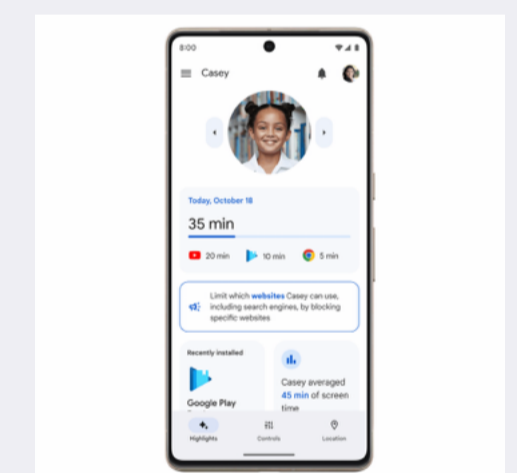 8:00
Casey
Today, October 18
35 min
20 min 10 min 5 min
Limit which websites Casey can use,
including search engines, by blocking
specific websites
Recently installed
Google Play
Casey averaged
45 min of screen
time
Highlights Controls Location